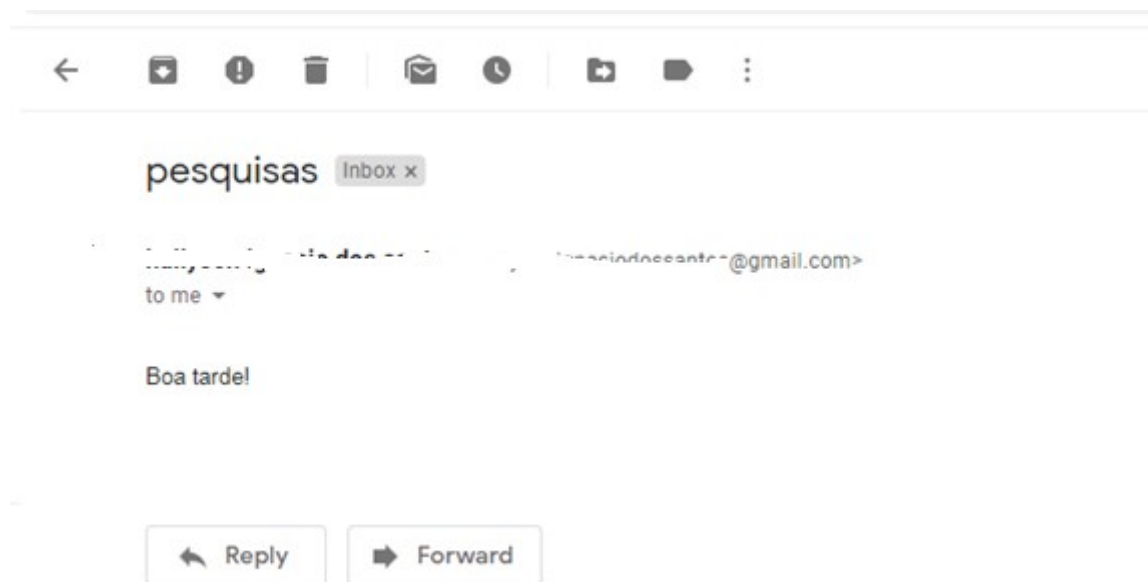 pesquisas Inbox x
@gmail.com>
to me
Boa tarde!
Reply
Forward